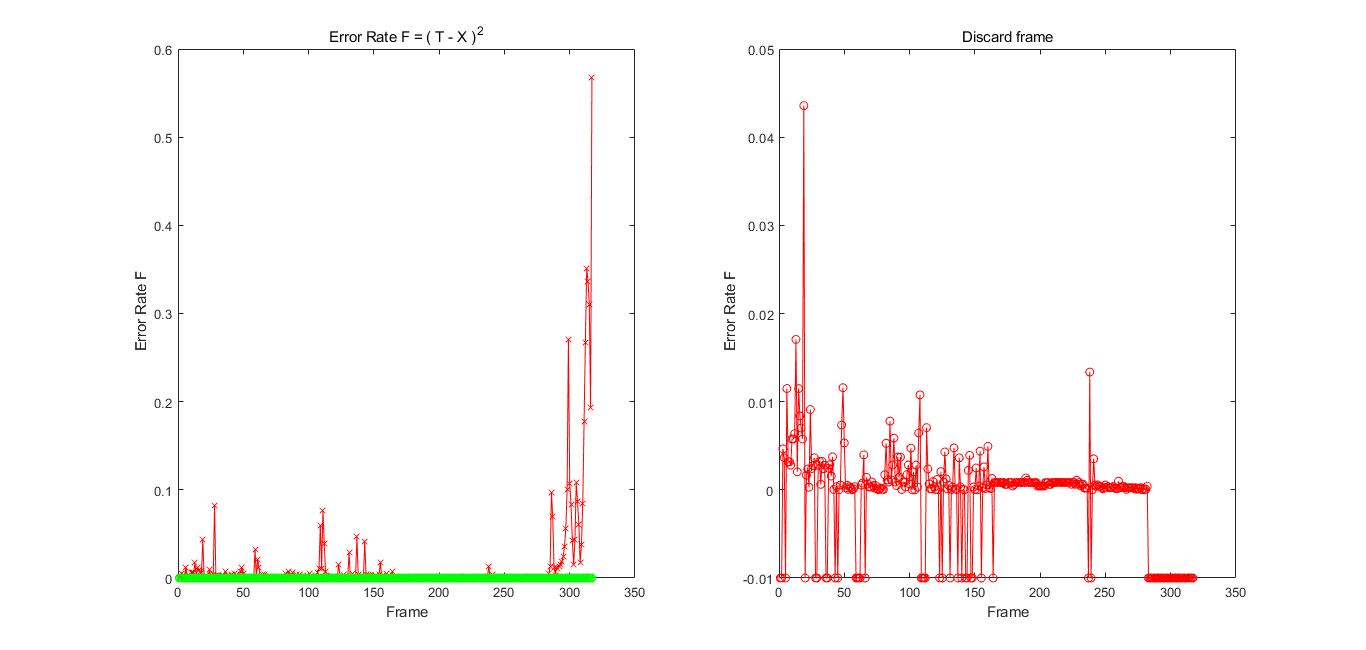 Error Rate F = ( T - X )²
0.6
0.5
0.4
0.3
0.2
0.1
0
Error Rate F
0 50 100 150 200 250 300 350
Frame
Discard frame
0.05
0.04
0.03
0.02
0.01
0
-0.01
Error Rate F
0 50 100 150 200 250 300 350
Frame